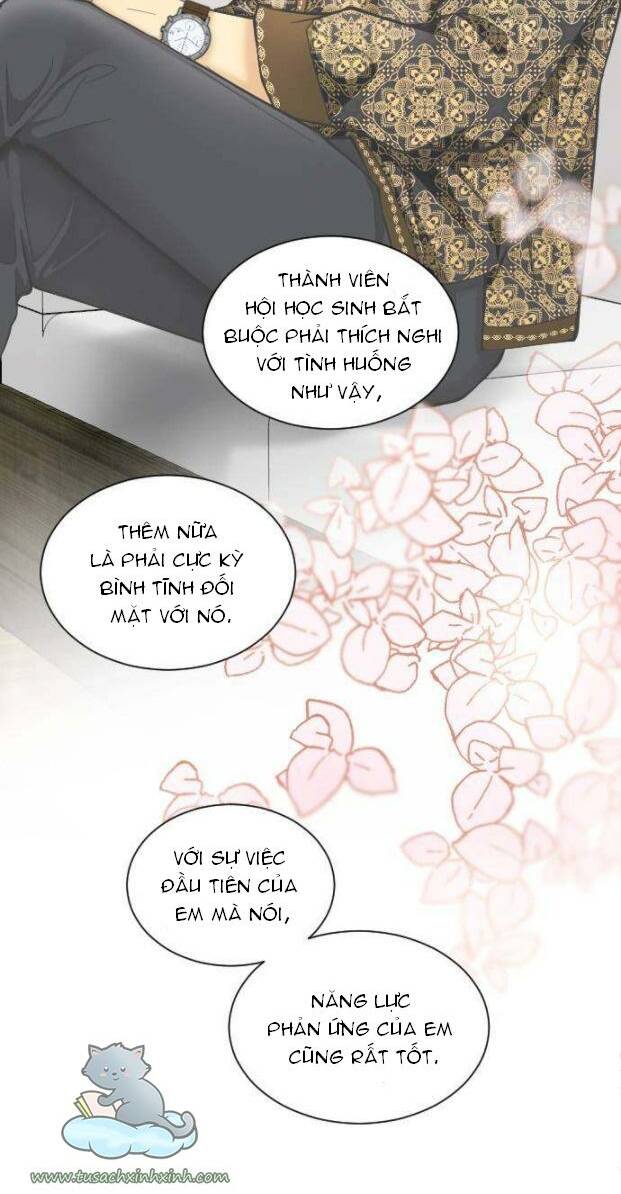 THÀNH VIÊN
HỘI HỌC SINH BẮT
BUỘC PHẢI THÍCH NGHI
VỚI TÌNH HUỐNG
NHƯ VẬY,
THÊM NỮA
LÀ PHẢI CỰC KỲ
BÌNH TĨNH ĐỐI
MẶT VỚI NÓ.
VỚI SỰ VIỆC
ĐẦU TIÊN CỦA
EM MÀ NÓI,
NĂNG LỰC
PHẢN ỨNG CỦA EM
CŨNG RẤT TỐT.
www.tusachxinhxinh.com